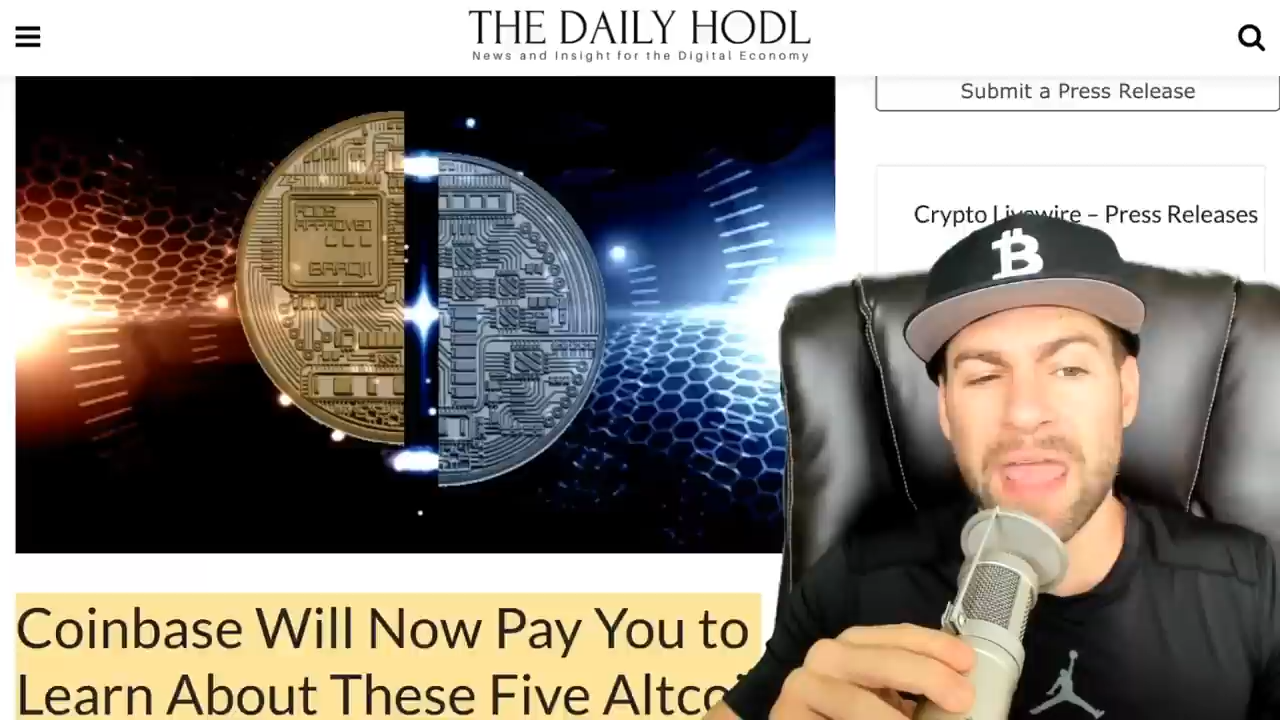 THE DAILY HODL
News and Insight for the Digital Economy
Submit a Press Release
Crypto Livewire – Press Releases
B
Coinbase Will Now Pay You to
Learn About These Five